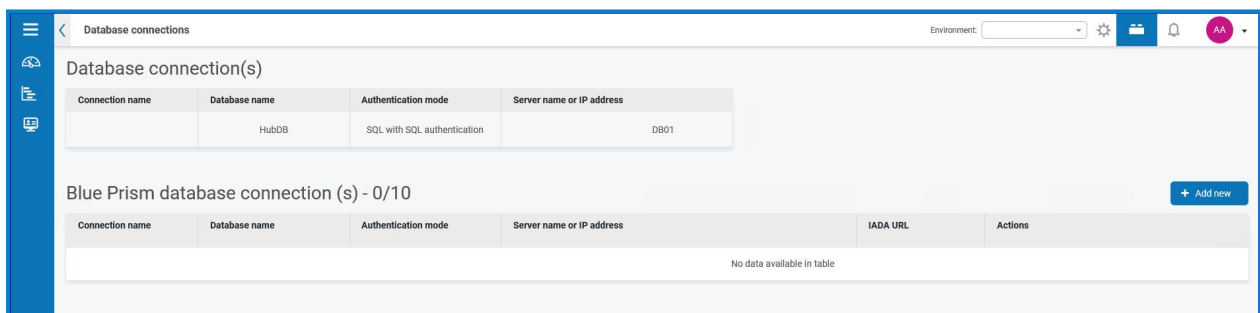 Database connections Environment: AA
Database connection(s)
Connection name Database name Authentication mode Server name or IP address
HubDB SQL with SQL authentication DB01
Blue Prism database connection (s) - 0/10 + Add new
Connection name Database name Authentication mode Server name or IP address IADA URL Actions
No data available in table